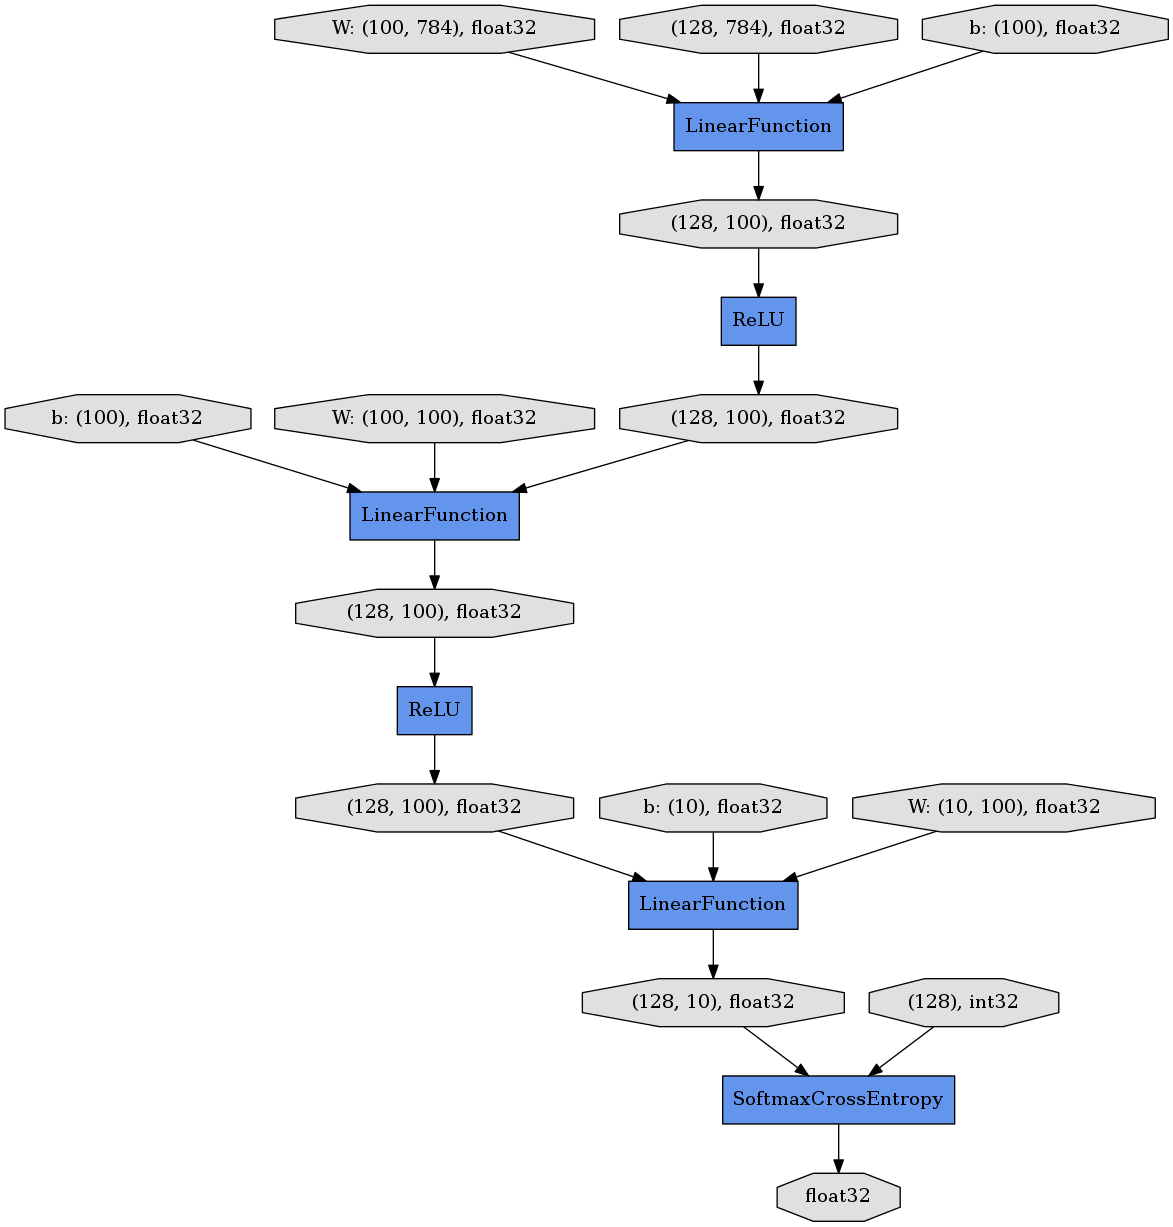 W: (100, 784), float32
(128, 784), float32
b: (100), float32
LinearFunction
(128, 100), float32
ReLU
b: (100), float32
W: (100, 100), float32
(128, 100), float32
LinearFunction
(128, 100), float32
ReLU
(128, 100), float32
b: (10), float32
W: (10, 100), float32
LinearFunction
(128, 10), float32
(128), int32
SoftmaxCrossEntropy
float32